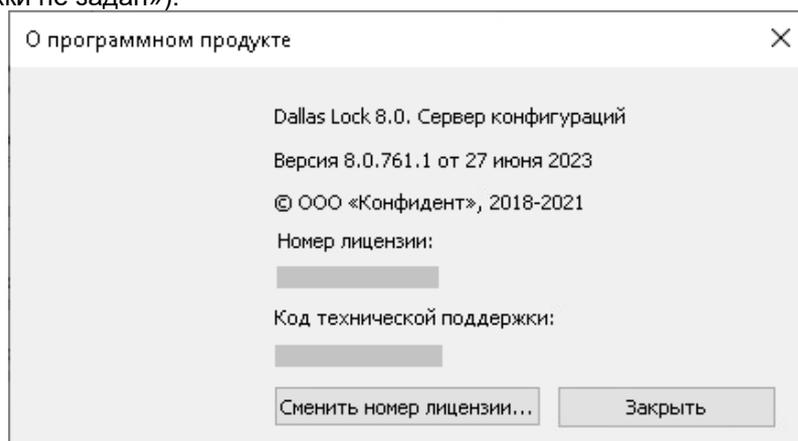 не задан»).
О программном продукте
Dallas Lock 8.0. Сервер конфигураций
Версия 8.0.761.1 от 27 июня 2023
© ООО «Конфидент», 2018-2021
Номер лицензии:
Код технической поддержки:
Сменить номер лицензии... Закрыть